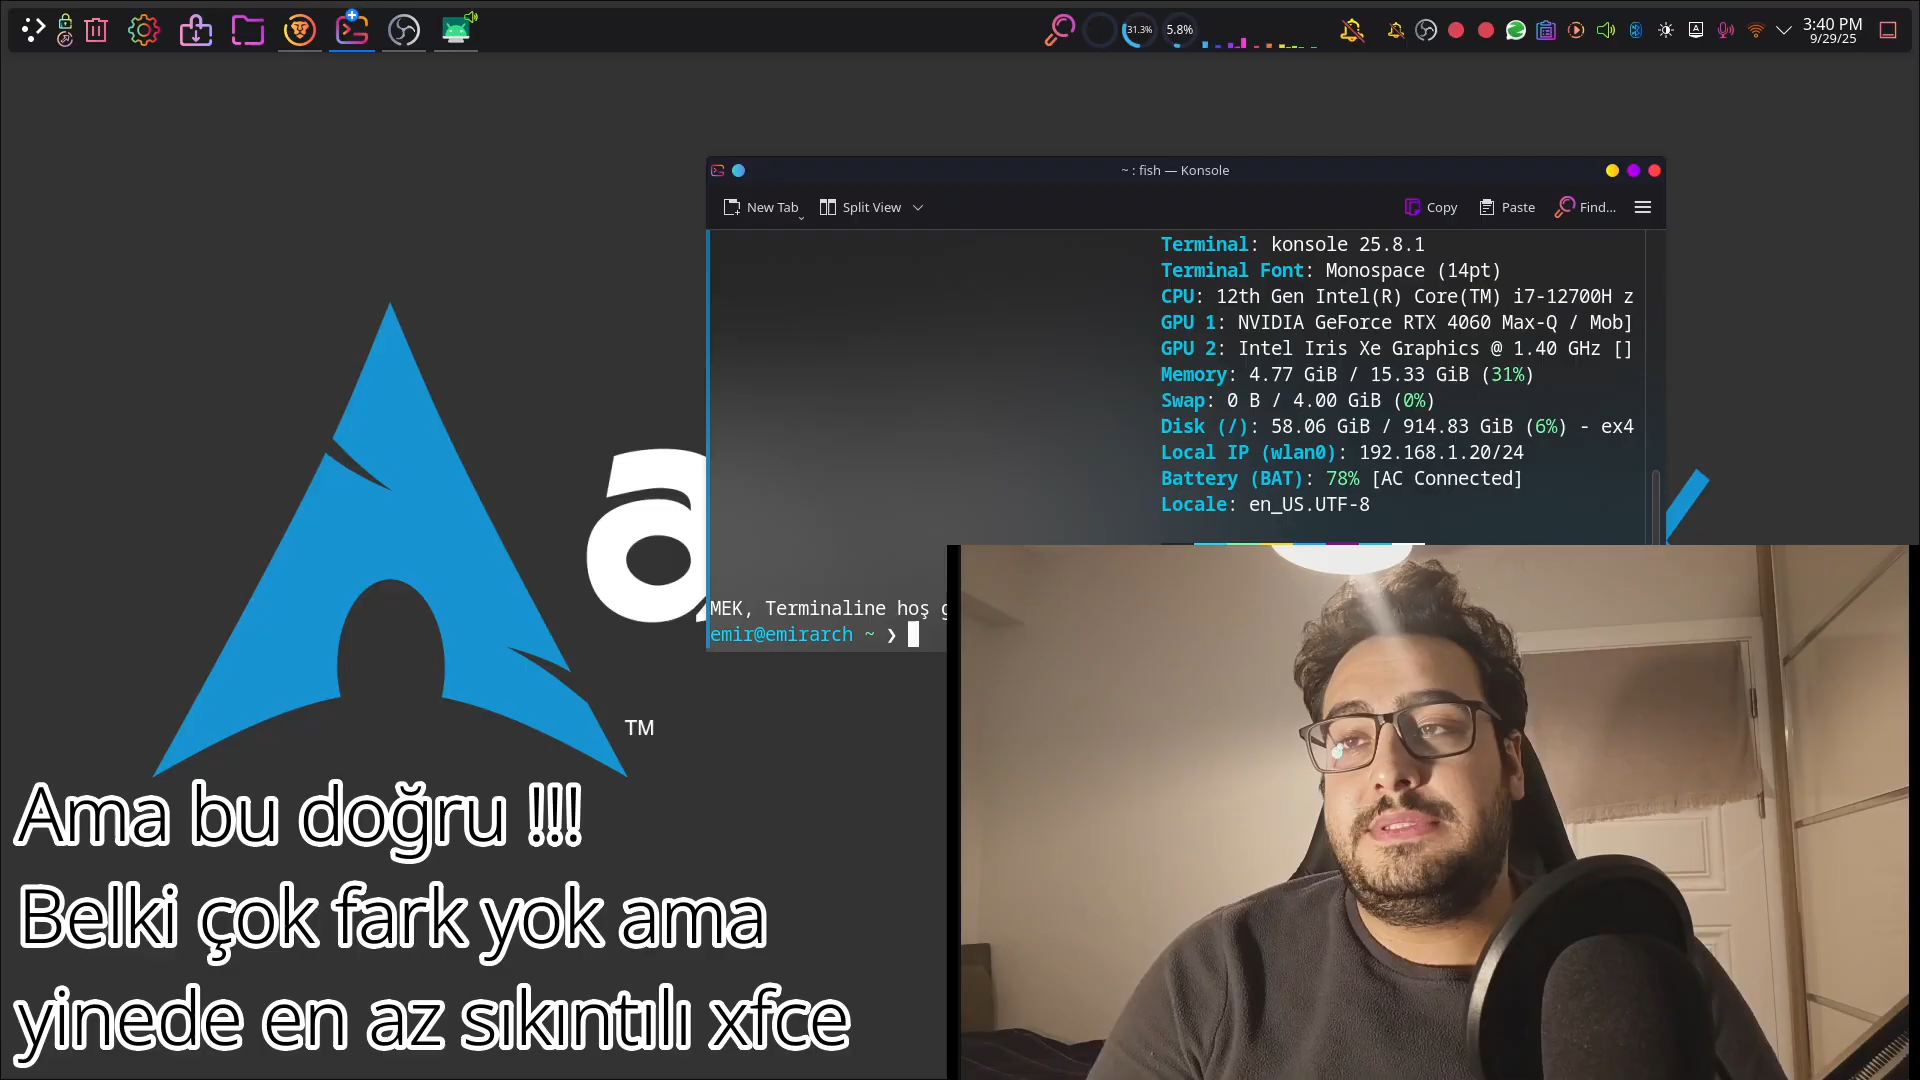 31.3%
5.8%
3:40 PM
9/29/25
~ : fish — Konsole
New Tab
Split View
Copy
Paste
Find...
Terminal: konsole 25.8.1
Terminal Font: Monospace (14pt)
CPU: 12th Gen Intel(R) Core(TM) i7-12700H z
GPU 1: NVIDIA GeForce RTX 4060 Max-Q / Mob]
GPU 2: Intel Iris Xe Graphics @ 1.40 GHz []
Memory: 4.77 GiB / 15.33 GiB (31%)
Swap: 0 B / 4.00 GiB (0%)
Disk (/): 58.06 GiB / 914.83 GiB (6%) - ex4
Local IP (wlan0): 192.168.1.20/24
Battery (BAT): 78% [AC Connected]
Locale: en_US.UTF-8
MEK, Terminaline hoş g
emir@emirarch ~ ❯
a
TM
Ama bu doğru !!!
Belki çok fark yok ama
yinede en az sıkıntılı xfce